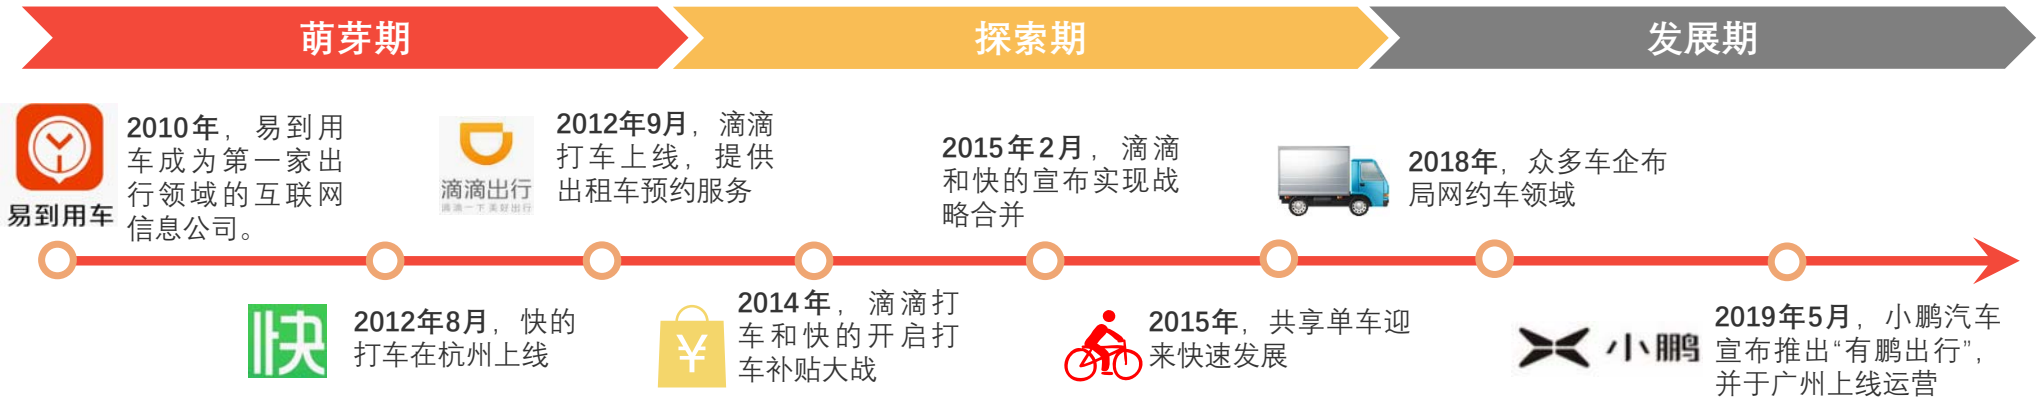 萌芽期
探索期
发展期
易到用车
2010年，易到用
车成为第一家出
行领域的互联网
信息公司。
滴滴出行
滴滴一下 美好出行
2012年9月，滴滴
打车上线，提供
出租车预约服务
2015年2月，滴滴
和快的宣布实现战
略合并
2018年，众多车企布
局网约车领域
快
2012年8月，快的
打车在杭州上线
¥
2014年，滴滴打
车和快的开启打
车补贴大战
2015年，共享单车迎
来快速发展
小鹏
2019年5月，小鹏汽车
宣布推出“有鹏出行”，
并于广州上线运营